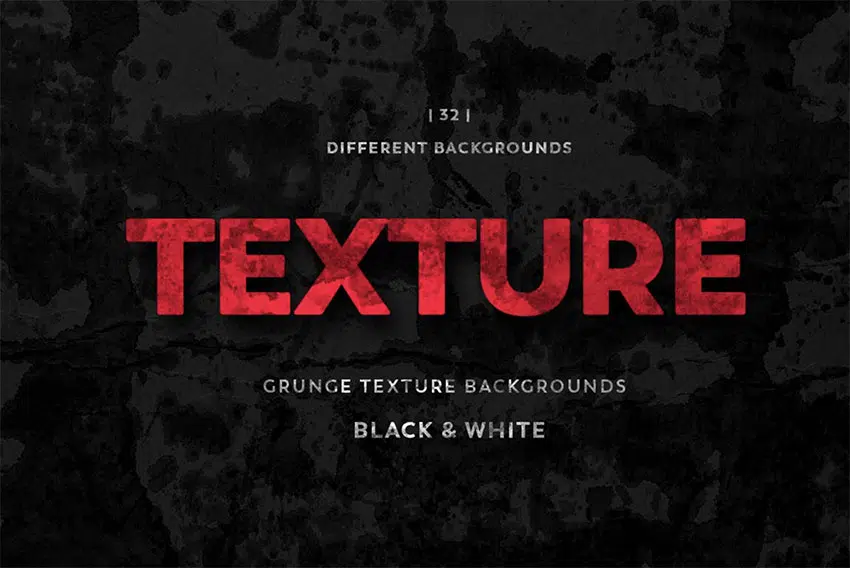 | 32 |
DIFFERENT BACKGROUNDS
TEXTURE
GRUNGE TEXTURE BACKGROUNDS
BLACK & WHITE